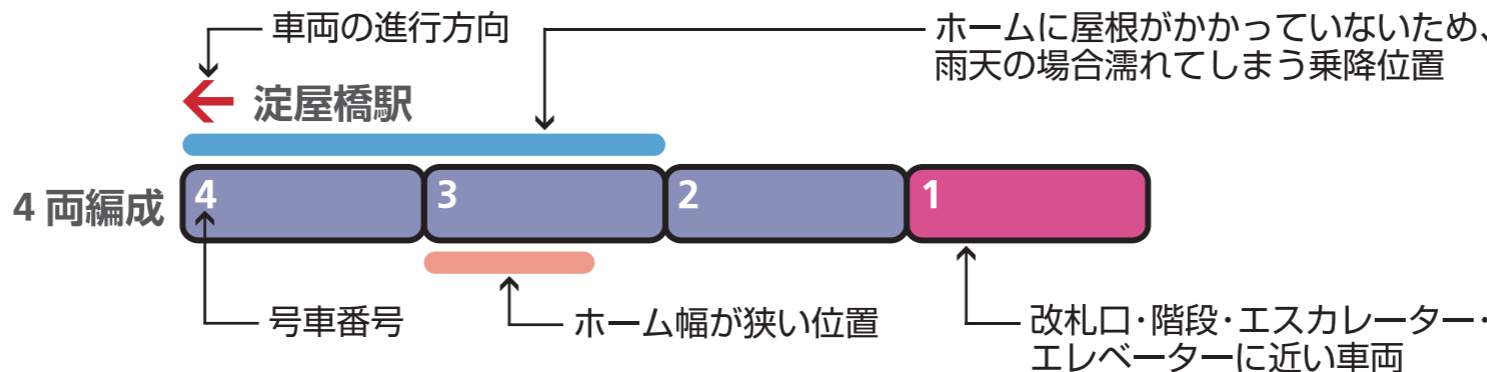 車両の進行方向
ホームに屋根がかかっていないため、
雨天の場合濡れてしまう乗降位置
淀屋橋駅
4 両編成
4
3
2
1
号車番号
ホーム幅が狭い位置
改札口・階段・エスカレーター・
エレベーターに近い車両